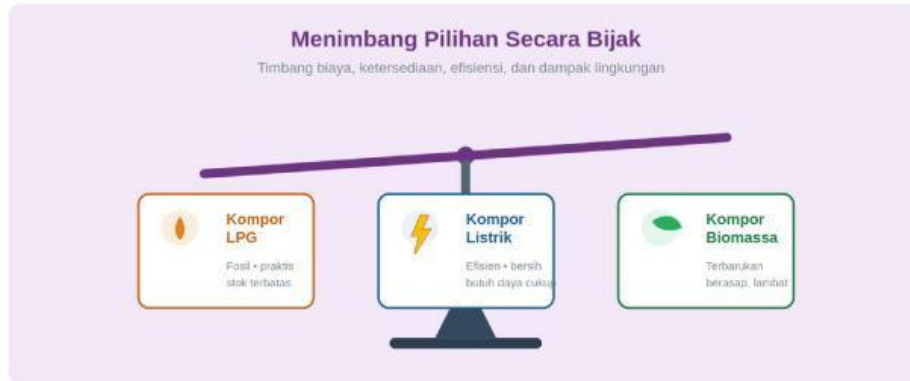 Menimbang Pilihan Secara Bijak
Timbang biaya, ketersediaan, efisiensi, dan dampak lingkungan
Kompor
LPG
Fosil • praktis
stok terbatas
Kompor
Listrik
Efisien • bersih
butuh daya cukup
Kompor
Biomassa
Terbarukan
berasap, lambat